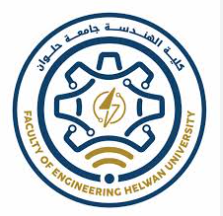 كلية الهندسة جامعة حلوان
FACULTY OF ENGINEERING HELWAN UNIVERSITY